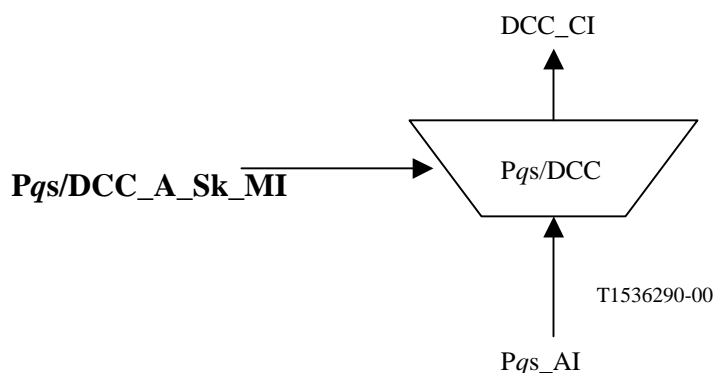 DCC_CI
Pqs/DCC
Pqs/DCC_A_Sk_MI
T1536290-00
Pqs_AI